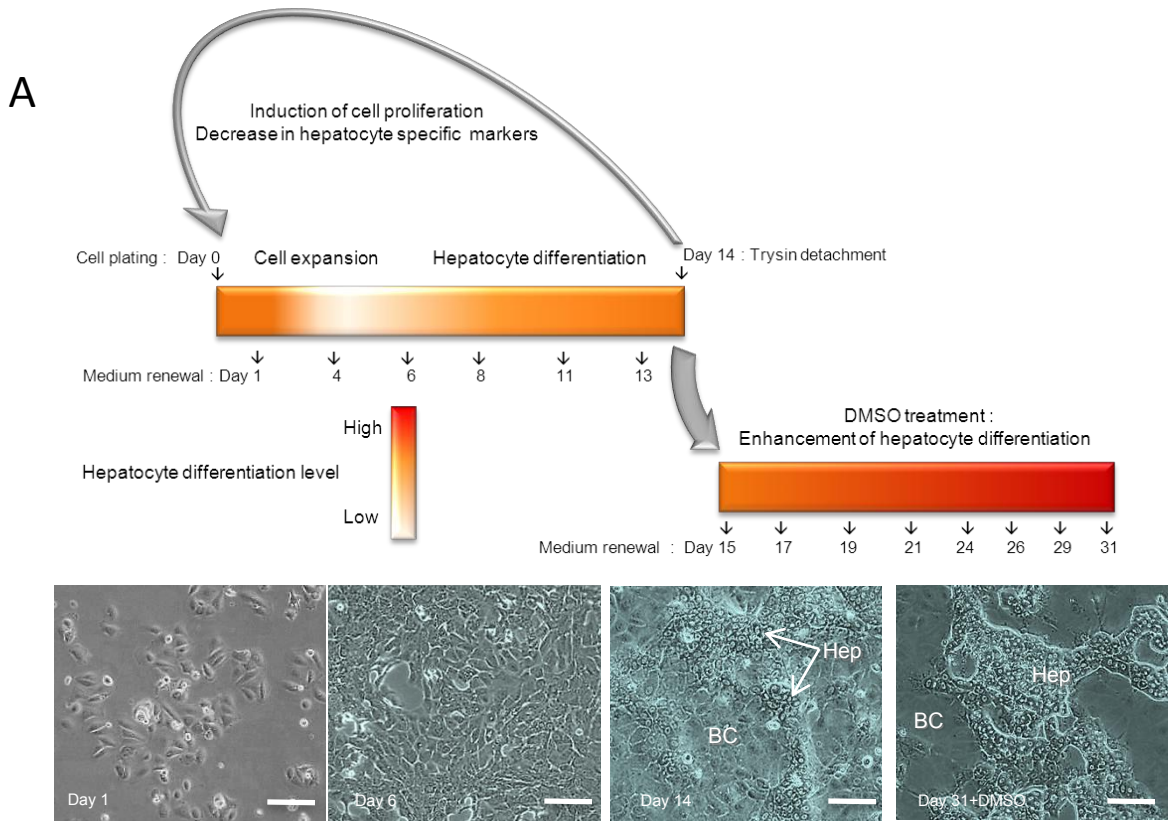 A
Induction of cell proliferation
Decrease in hepatocyte specific markers
Cell plating : Day 0
Cell expansion
Hepatocyte differentiation
Day 14 : Trysin detachment
Medium renewal : Day 1 4 6 8 11 13
High
Hepatocyte differentiation level
Low
DMSO treatment :
Enhancement of hepatocyte differentiation
Medium renewal : Day 15 17 19 21 24 26 29 31
Day 1
Day 6
Hep
BC
Day 14
Hep
BC
Day 31+DMSO